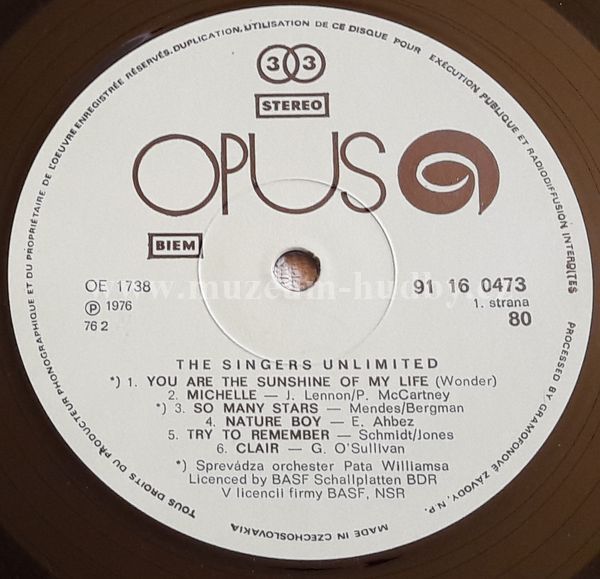 TOUS DROITS DU PRODUCTEUR PHONOGRAPHIQUE ET DU PROPRIÉTAIRE DE L'OEUVRE ENREGISTRÉE RÉSERVÉS. DUPLICATION, UTILISATION DE CE DISQUE POUR EXÉCUTION PUBLIQUE ET RADIODIFFUSION INTERDITES
33
STEREO
OPUS
BIEM
OE 1738
℗ 1976
76 2
91 16 0473
1. strana
80
www.muzeum-hudby.
THE SINGERS UNLIMITED
*) 1. YOU ARE THE SUNSHINE OF MY LIFE (Wonder)
2. MICHELLE — J. Lennon/P. McCartney
*) 3. SO MANY STARS — Mendes/Bergman
4. NATURE BOY — E. Ahbez
5. TRY TO REMEMBER — Schmidt/Jones
6. CLAIR — G. O'Sullivan
*) Sprevádza orchester Pata Williamsa
Licenced by BASF Schallplatten BDR
V licencii firmy BASF, NSR
PROCESSED BY GRAMOFONOVÉ ZÁVODY, N.P.
MADE IN CZECHOSLOVAKIA